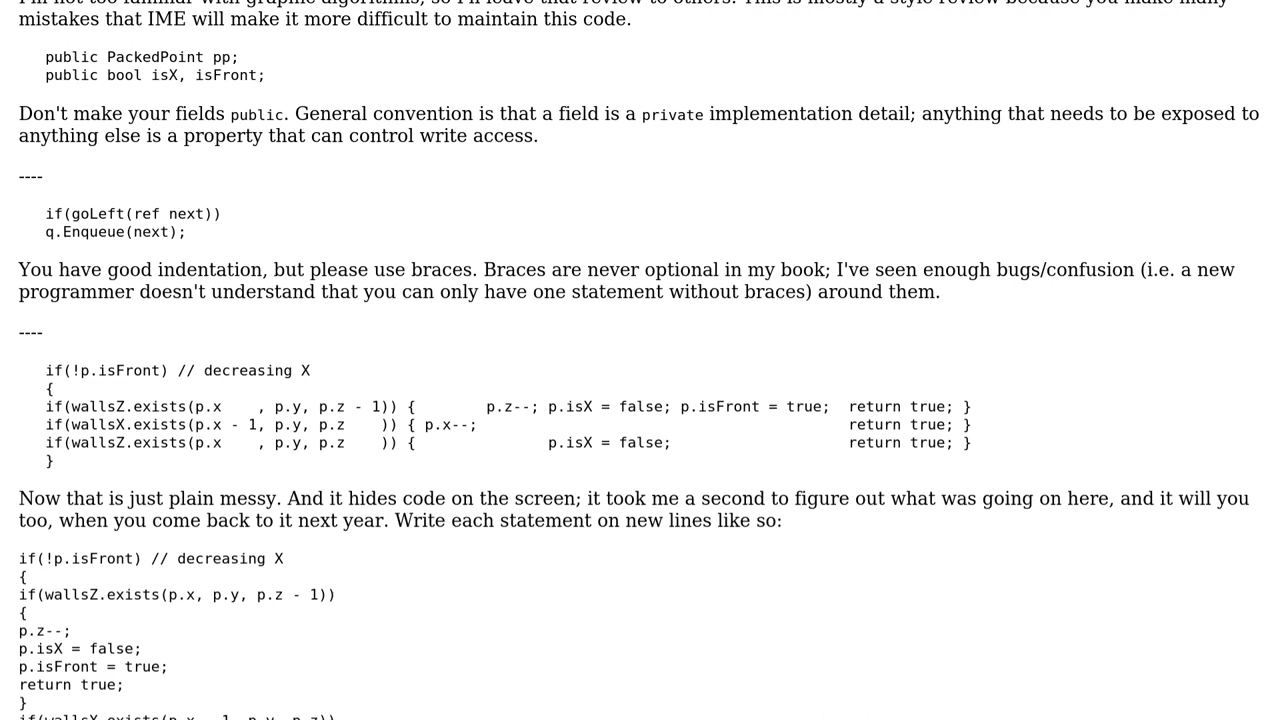 mistakes that IME will make it more difficult to maintain this code.
public PackedPoint pp;
public bool isX, isFront;
Don't make your fields public. General convention is that a field is a private implementation detail; anything that needs to be exposed to
anything else is a property that can control write access.
----
if(goLeft(ref next))
q.Enqueue(next);
You have good indentation, but please use braces. Braces are never optional in my book; I've seen enough bugs/confusion (i.e. a new
programmer doesn't understand that you can only have one statement without braces) around them.
----
if(!p.isFront) // decreasing X
{
if(wallsZ.exists(p.x    , p.y, p.z - 1)) {        p.z--; p.isX = false; p.isFront = true;  return true; }
if(wallsX.exists(p.x - 1, p.y, p.z    )) { p.x--;                                          return true; }
if(wallsZ.exists(p.x    , p.y, p.z    )) {               p.isX = false;                    return true; }
}
Now that is just plain messy. And it hides code on the screen; it took me a second to figure out what was going on here, and it will you
too, when you come back to it next year. Write each statement on new lines like so:
if(!p.isFront) // decreasing X
{
if(wallsZ.exists(p.x, p.y, p.z - 1))
{
p.z--;
p.isX = false;
p.isFront = true;
return true;
}